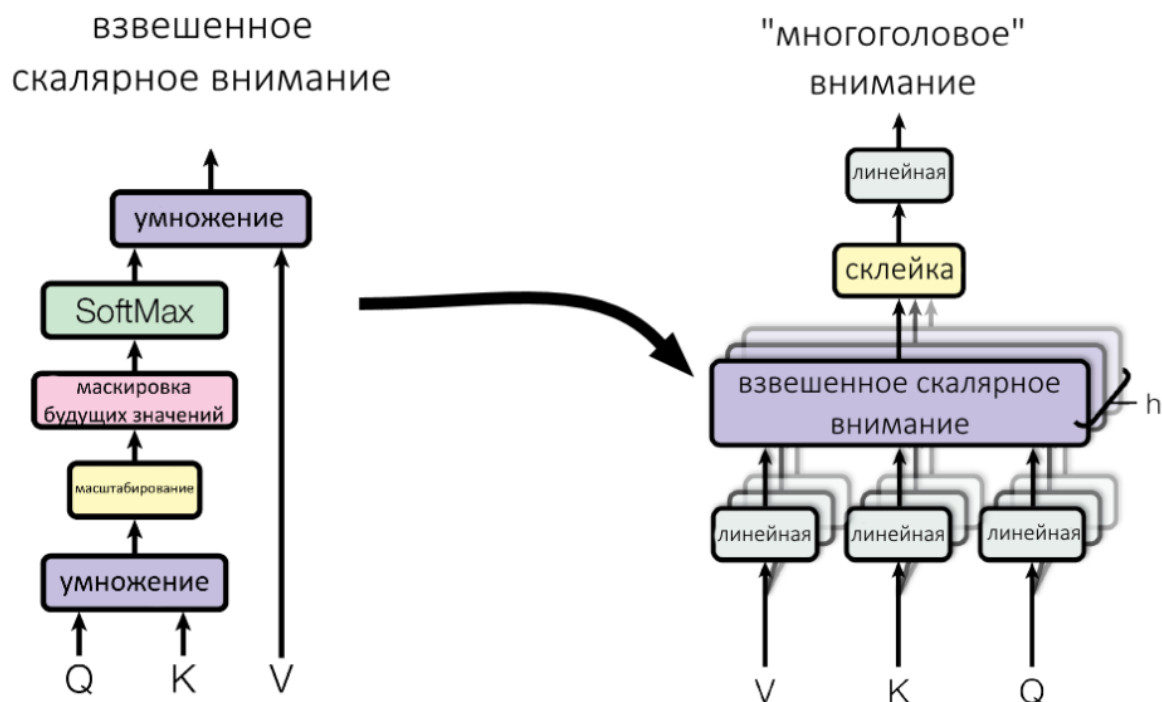 взвешенное
скалярное внимание
умножение
SoftMax
маскировка
будущих значений
масштабирование
умножение
Q
K
V
"многоголовое"
внимание
линейная
склейка
взвешенное скалярное
внимание
h
линейная
линейная
линейная
V
K
Q